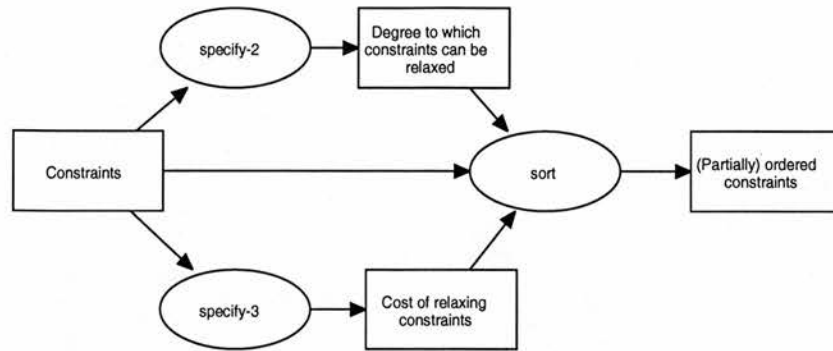 specify-2
Degree to which
constraints can be
relaxed
Constraints
sort
(Partially) ordered
constraints
specify-3
Cost of relaxing
constraints